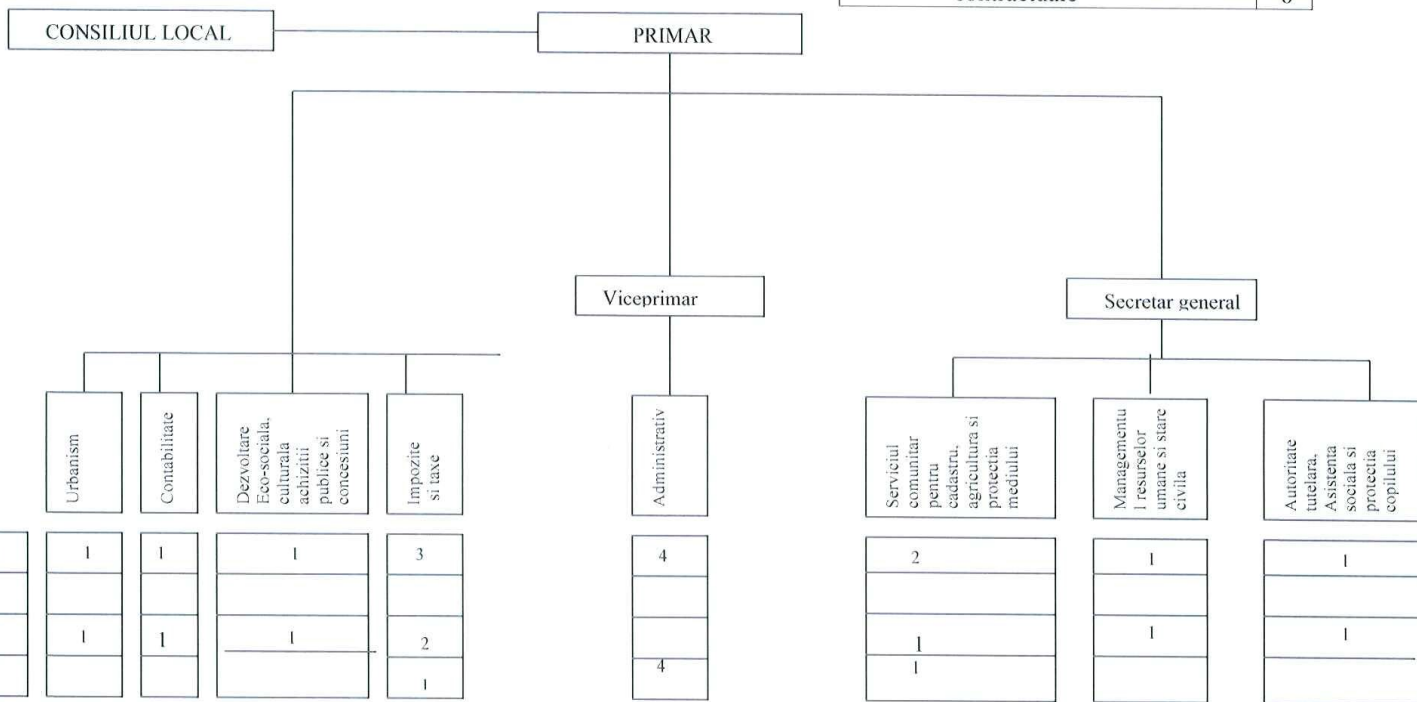 CONSILIUL LOCAL
PRIMAR
Viceprimar
Secretar general
Urbanism
Contabilitate
Dezvoltare
Eco-sociala,
culturala
achizitii
publice si
concesiuni
Impozite
si taxe
Administrativ
Serviciul
comunitar
pentru
cadastru,
agricultura si
protectia
mediului
Managementu
l resurselor
umane si stare
civila
Autoritate
tutelara,
Asistenta
sociala si
protectia
copilului
1 1 1 3 4 2 1 1
1 1 1 2 1 1 1
1 4 1